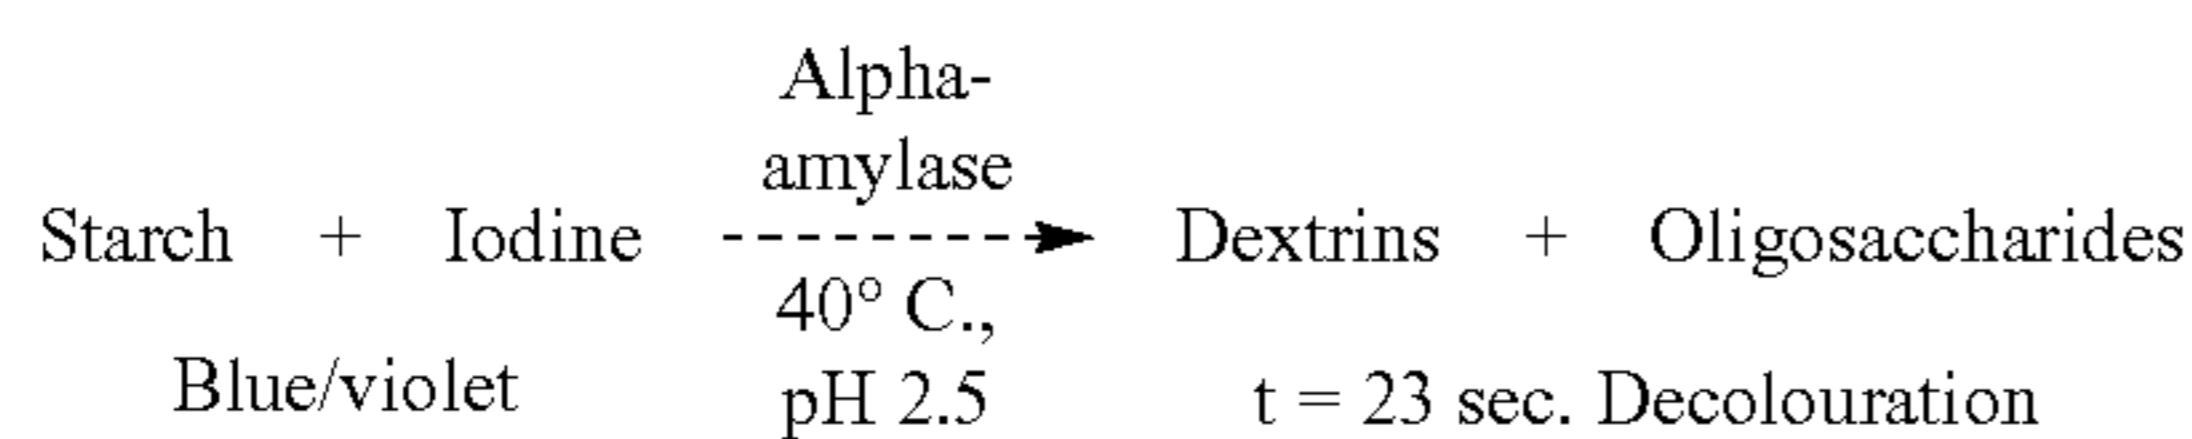 Alpha-
amylase
Starch + Iodine Dextrins + Oligosaccharides
40° C.,
Blue/violet pH 2.5 t = 23 sec. Decolouration